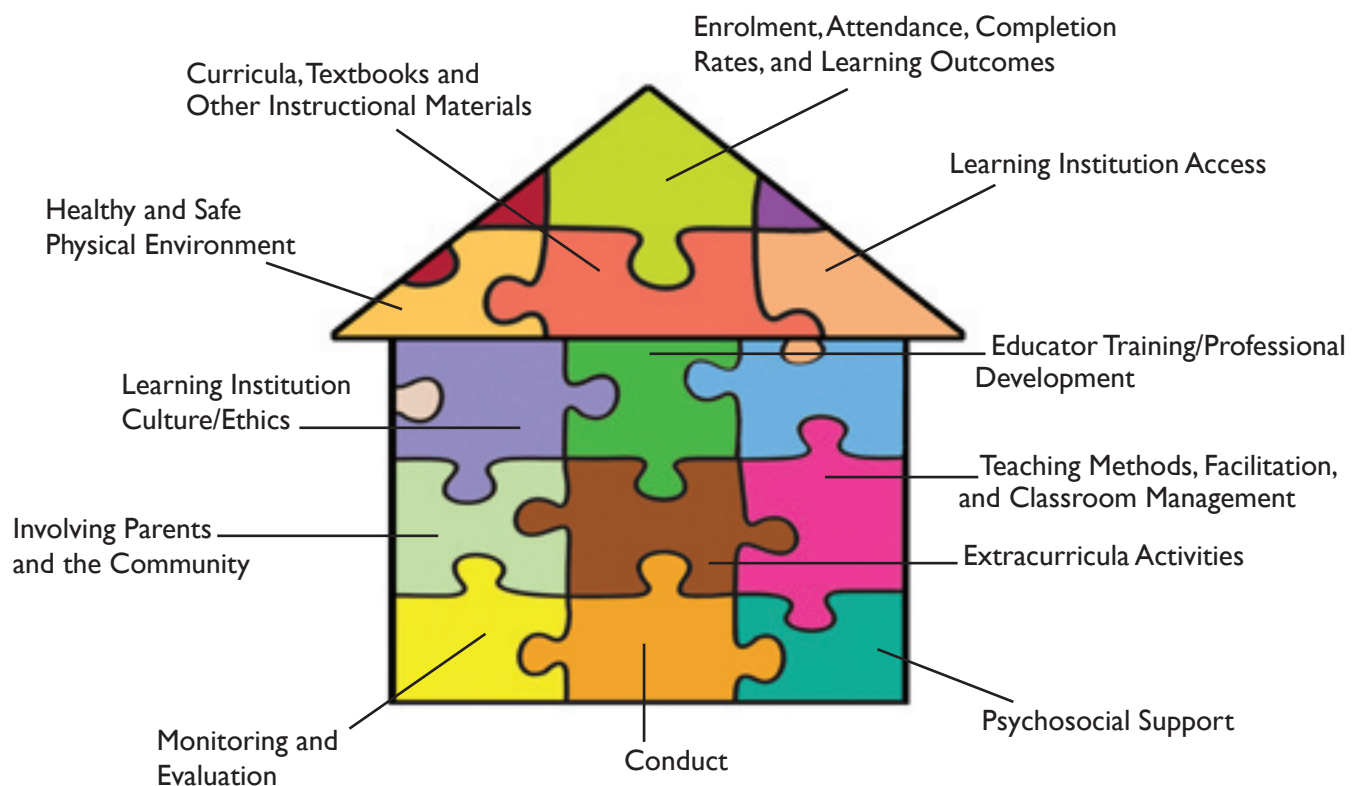 Enrolment, Attendance, Completion
Rates, and Learning Outcomes
Curricula, Textbooks and
Other Instructional Materials
Learning Institution Access
Healthy and Safe
Physical Environment
Educator Training/Professional
Development
Learning Institution
Culture/Ethics
Teaching Methods, Facilitation,
and Classroom Management
Involving Parents
and the Community
Extracurricula Activities
Psychosocial Support
Monitoring and
Evaluation
Conduct